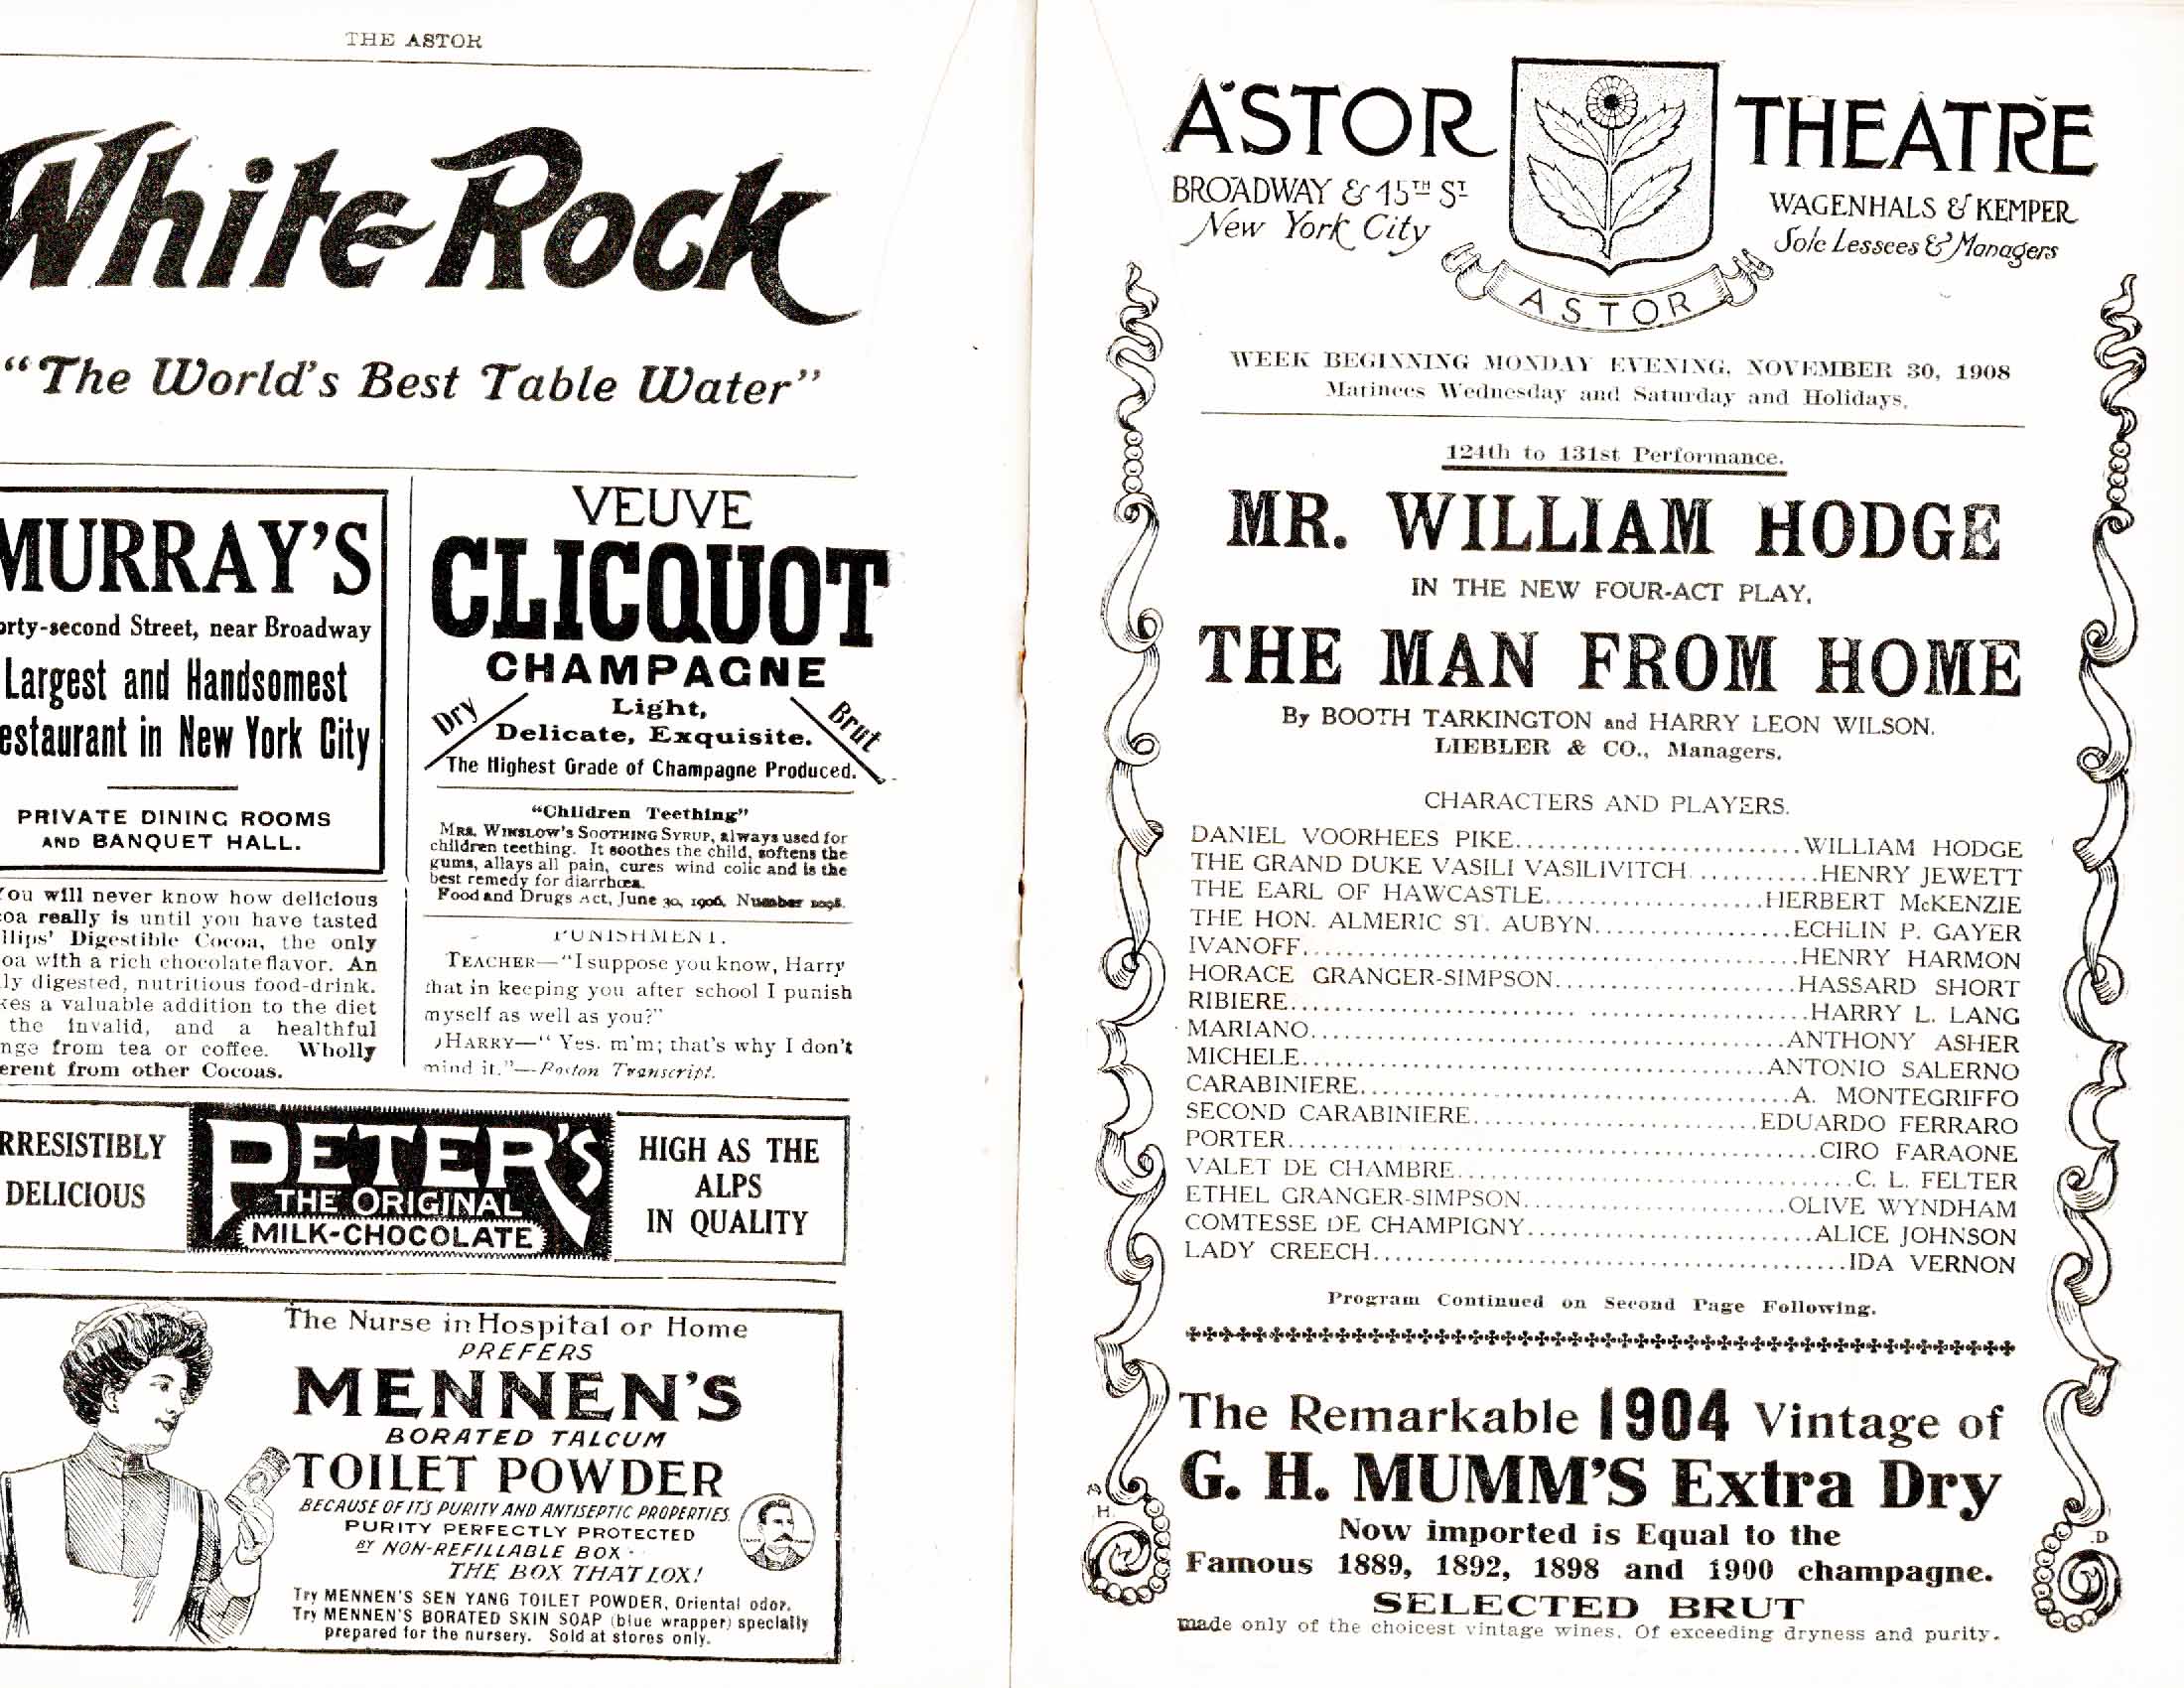 THE ASTOR
White Rock
"The World's Best Table Water"
MURRAY'S
orty-second Street, near Broadway
Largest and Handsomest
estaurant in New York City
PRIVATE DINING ROOMS
AND BANQUET HALL.
You will never know how delicious
coa really is until you have tasted
llips' Digestible Cocoa, the only
oa with a rich chocolate flavor. An
ly digested, nutritious food-drink.
kes a valuable addition to the diet
the invalid, and a healthful
nge from tea or coffee. Wholly
erent from other Cocoas.
VEUVE
CLICQUOT
CHAMPAGNE
Dry
Light,
Brut
Delicate, Exquisite.
The Highest Grade of Champagne Produced.
"Children Teething"
MRS. WINSLOW'S SOOTHING SYRUP, always used for
children teething. It soothes the child, softens the
gums, allays all pain, cures wind colic and is the
best remedy for diarrhœa.
Food and Drugs Act, June 30, 1906, Number 1098.
PUNISHMENT.
TEACHER—"I suppose you know, Harry
that in keeping you after school I punish
myself as well as you?"
HARRY—"Yes. m'm; that's why I don't
mind it."—Boston Transcript.
RRESISTIBLY
DELICIOUS
PETER'S
THE ORIGINAL
MILK-CHOCOLATE
HIGH AS THE
ALPS
IN QUALITY
The Nurse in Hospital or Home
PREFERS
MENNEN'S
BORATED TALCUM
TOILET POWDER
BECAUSE OF ITS PURITY AND ANTISEPTIC PROPERTIES.
PURITY PERFECTLY PROTECTED
BY NON-REFILLABLE BOX -
THE BOX THAT LOX!
Try MENNEN'S SEN YANG TOILET POWDER, Oriental odor.
Try MENNEN'S BORATED SKIN SOAP (blue wrapper) specially
prepared for the nursery. Sold at stores only.
ASTOR THEATRE
BROADWAY & 45TH ST
New York City
WAGENHALS & KEMPER
Sole Lessees & Managers
ASTOR
WEEK BEGINNING MONDAY EVENING, NOVEMBER 30, 1908
Matinees Wednesday and Saturday and Holidays.
124th to 131st Performance.
MR. WILLIAM HODGE
IN THE NEW FOUR-ACT PLAY,
THE MAN FROM HOME
By BOOTH TARKINGTON and HARRY LEON WILSON.
LIEBLER & CO., Managers.
CHARACTERS AND PLAYERS.
DANIEL VOORHEES PIKE..........WILLIAM HODGE
THE GRAND DUKE VASILI VASILIVITCH..........HENRY JEWETT
THE EARL OF HAWCASTLE..........HERBERT McKENZIE
THE HON. ALMERIC ST. AUBYN..........ECHLIN P. GAYER
IVANOFF..........HENRY HARMON
HORACE GRANGER-SIMPSON..........HASSARD SHORT
RIBIERE..........HARRY L. LANG
MARIANO..........ANTHONY ASHER
MICHELE..........ANTONIO SALERNO
CARABINIERE..........A. MONTEGRIFFO
SECOND CARABINIERE..........EDUARDO FERRARO
PORTER..........CIRO FARAONE
VALET DE CHAMBRE..........C. L. FELTER
ETHEL GRANGER-SIMPSON..........OLIVE WYNDHAM
COMTESSE DE CHAMPIGNY..........ALICE JOHNSON
LADY CREECH..........IDA VERNON
Program Continued on Second Page Following.
The Remarkable 1904 Vintage of
G. H. MUMM'S Extra Dry
Now imported is Equal to the
Famous 1889, 1892, 1898 and 1900 champagne.
SELECTED BRUT
made only of the choicest vintage wines. Of exceeding dryness and purity.